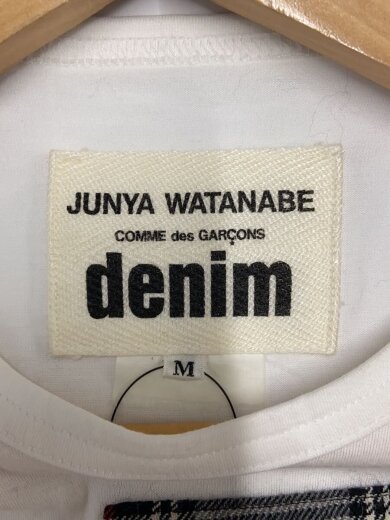 JUNYA WATANABE
COMME des GARÇONS
denim
M